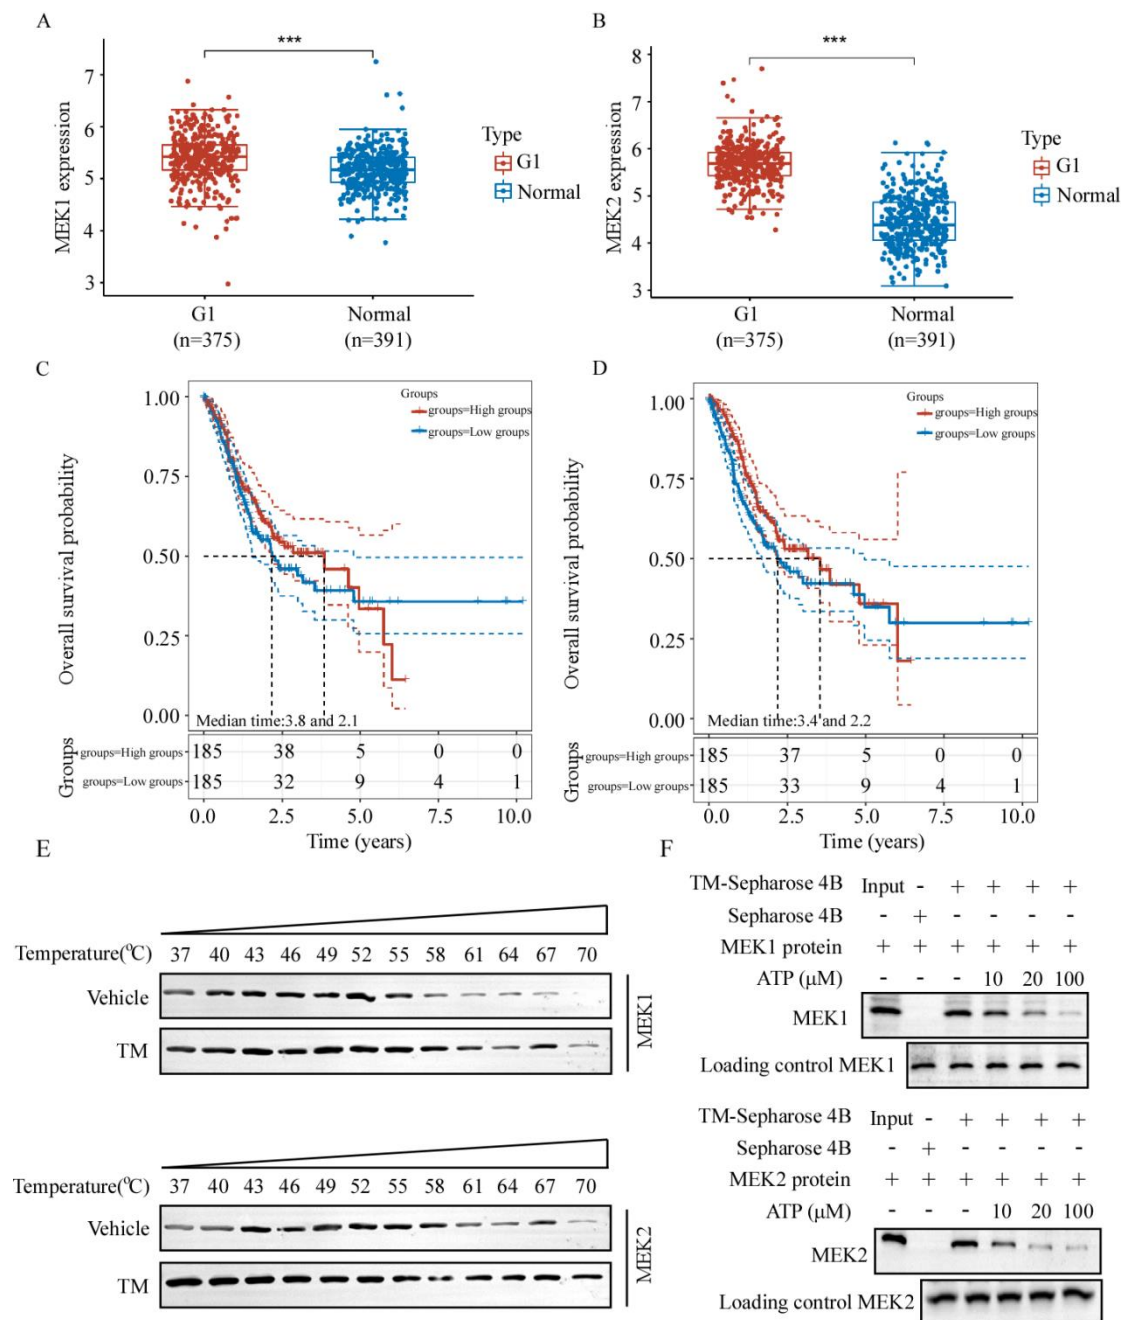 A
***
MEK1 expression
7
6
5
4
3
G1
(n=375)
Normal
(n=391)
Type
G1
Normal
B
***
MEK2 expression
8
7
6
5
4
3
G1
(n=375)
Normal
(n=391)
Type
G1
Normal
C
Overall survival probability
1.00
0.75
0.50
0.25
0.00
Groups
groups=High groups
groups=Low groups
Median time:3.8 and 2.1
Groups
groups=High groups 185 38 5 0 0
groups=Low groups 185 32 9 4 1
0.0 2.5 5.0 7.5 10.0
Time (years)
D
Overall survival probability
1.00
0.75
0.50
0.25
0.00
Groups
groups=High groups
groups=Low groups
Median time:3.4 and 2.2
Groups
groups=High groups 185 37 5 0 0
groups=Low groups 185 33 9 4 1
0.0 2.5 5.0 7.5 10.0
Time (years)
E
Temperature(⁰C) 37 40 43 46 49 52 55 58 61 64 67 70
Vehicle
TM
MEK1
Temperature(⁰C) 37 40 43 46 49 52 55 58 61 64 67 70
Vehicle
TM
MEK2
F
TM-Sepharose 4B Input - + + + +
Sepharose 4B - + - - - -
MEK1 protein + + + + + +
ATP (μM) - - - 10 20 100
MEK1
Loading control MEK1
TM-Sepharose 4B Input - + + + +
Sepharose 4B - + - - - -
MEK2 protein + + + + + +
ATP (μM) - - - 10 20 100
MEK2
Loading control MEK2